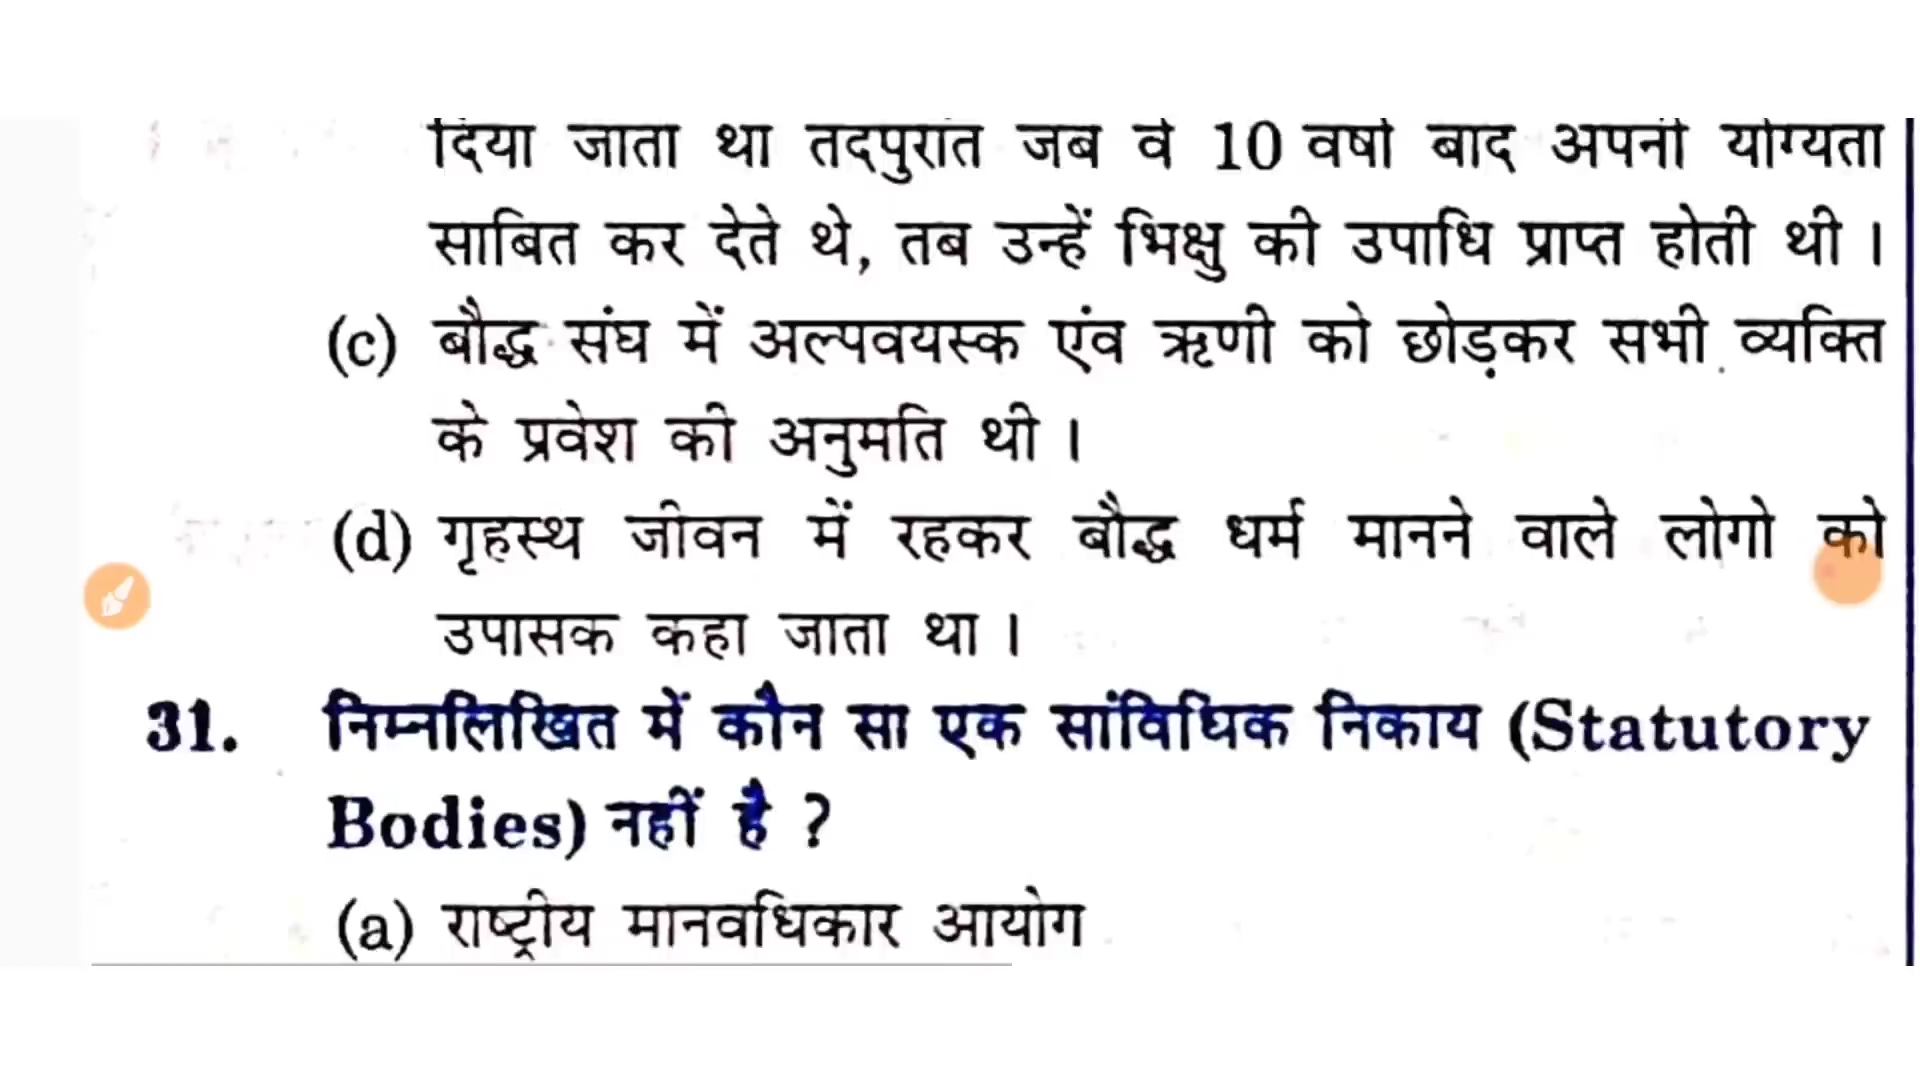 दिया जाता था तदपुरांत जब वे 10 वर्षो बाद अपनी योग्यता
साबित कर देते थे, तब उन्हें भिक्षु की उपाधि प्राप्त होती थी ।
(c) बौद्ध संघ में अल्पवयस्क एंव ऋणी को छोड़कर सभी व्यक्ति
के प्रवेश की अनुमति थी ।
(d) गृहस्थ जीवन में रहकर बौद्ध धर्म मानने वाले लोगो को
उपासक कहा जाता था ।
31. निम्नलिखित में कौन सा एक सांविधिक निकाय (Statutory
Bodies) नहीं है ?
(a) राष्ट्रीय मानवधिकार आयोग